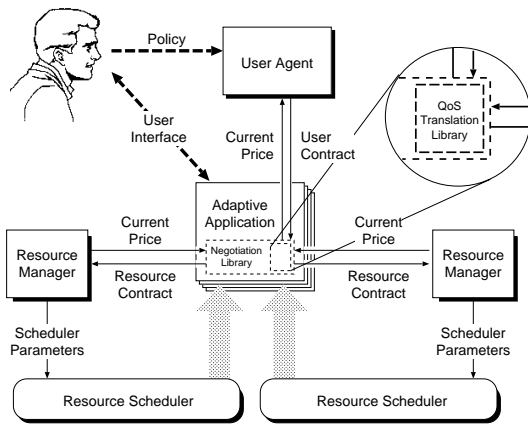 Policy
User Agent
User
Interface
Current
Price
User
Contract
QoS
Translation
Library
Adaptive
Application
Negotiation
Library
Current
Price
Resource
Contract
Current
Price
Resource
Contract
Resource
Manager
Resource
Manager
Scheduler
Parameters
Scheduler
Parameters
Resource Scheduler
Resource Scheduler